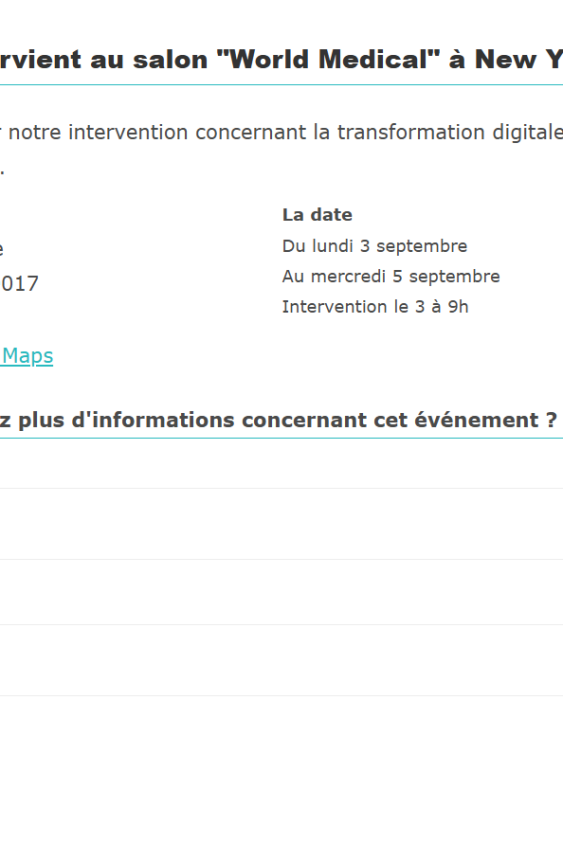 rvient au salon "World Medical" à New Y
r notre intervention concernant la transformation digitale
.
e
017
Maps
La date
Du lundi 3 septembre
Au mercredi 5 septembre
Intervention le 3 à 9h
z plus d'informations concernant cet événement ?